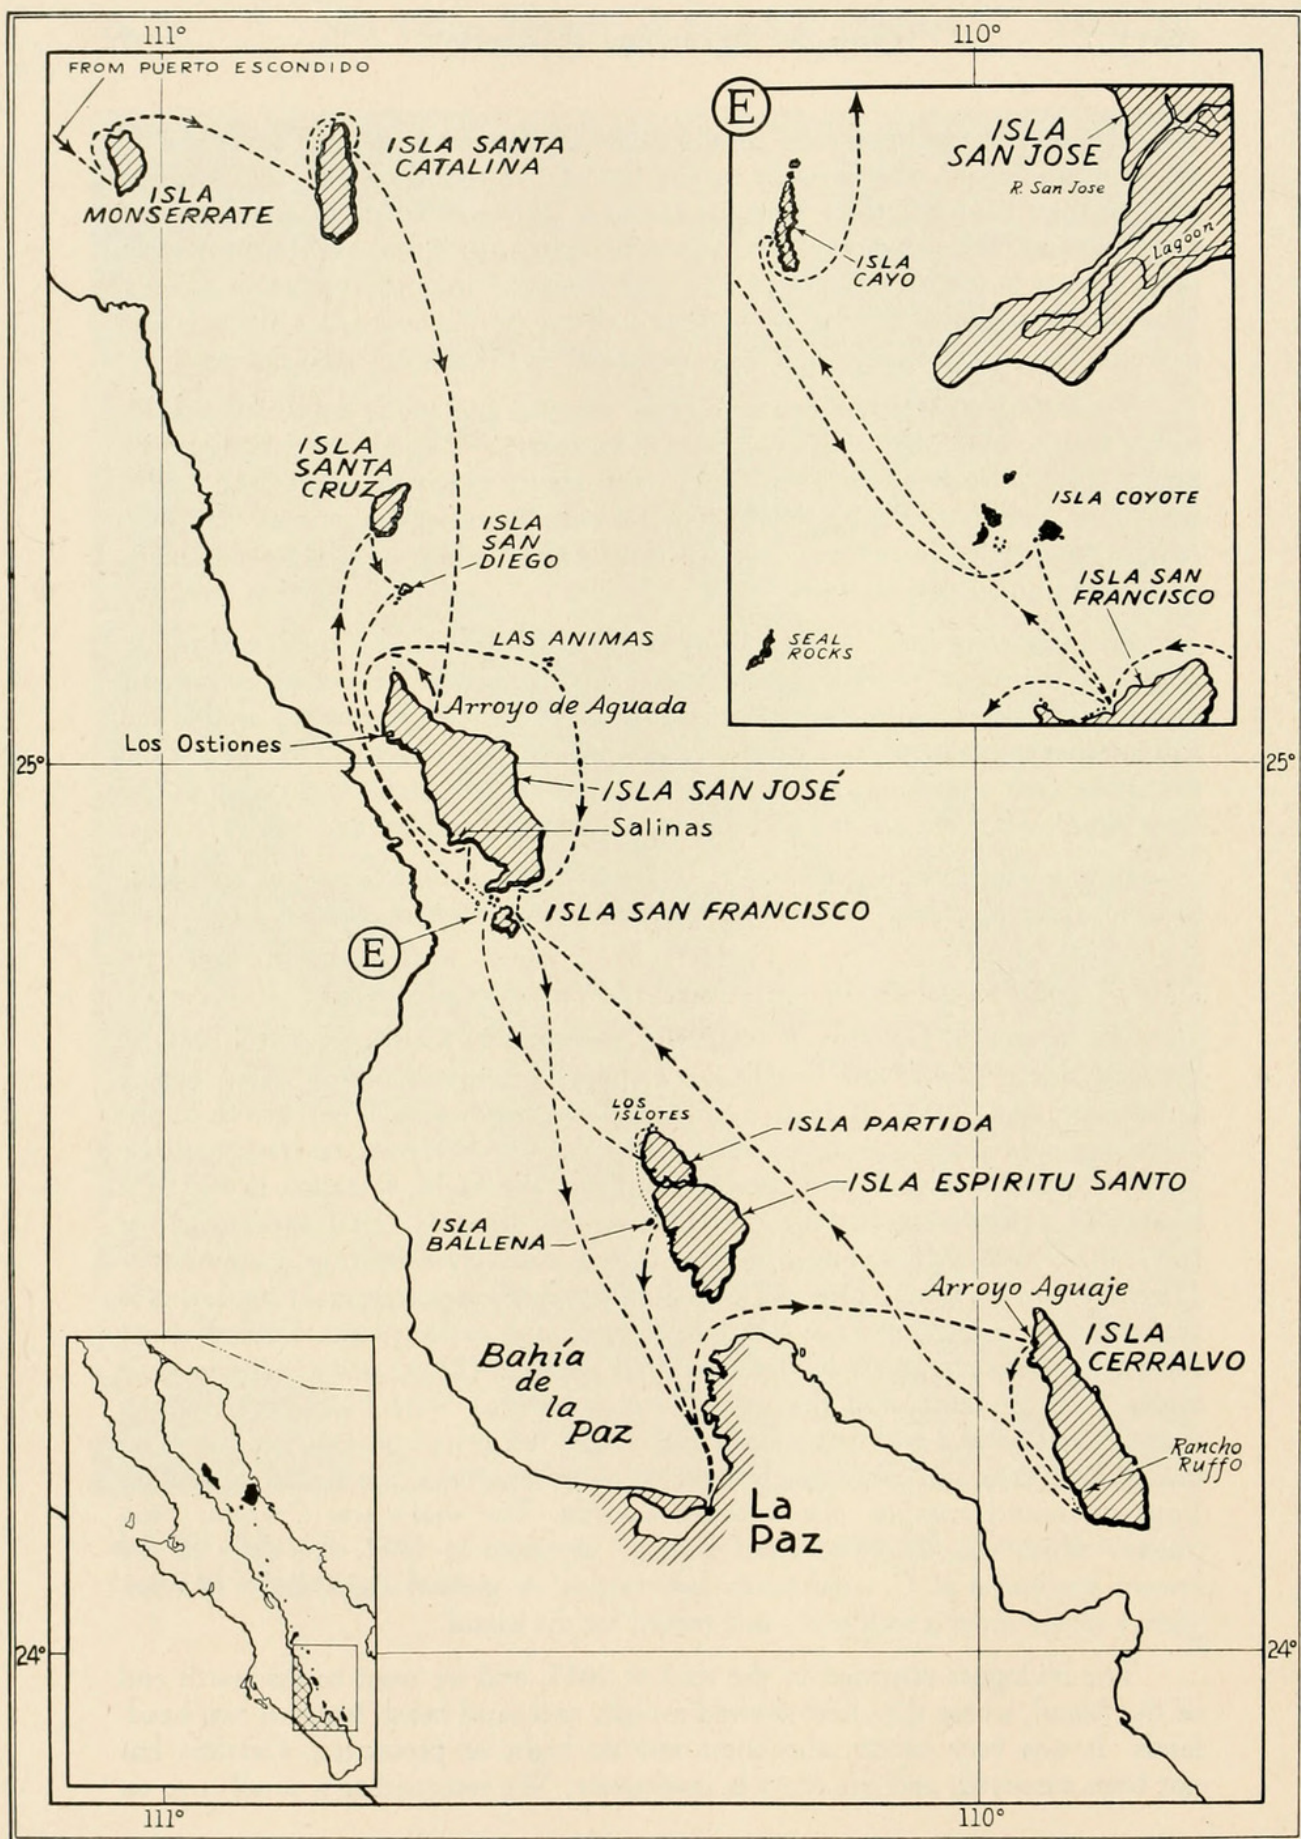 111°
110°
FROM PUERTO ESCONDIDO
E
ISLA SANTA
CATALINA
ISLA
MONSERRATE
ISLA
SAN JOSE
R. San Jose
Lagoon
ISLA
CAYO
ISLA COYOTE
ISLA SAN
FRANCISCO
SEAL
ROCKS
ISLA
SANTA
CRUZ
ISLA
SAN
DIEGO
LAS ANIMAS
Arroyo de Aguada
Los Ostiones
25°
25°
ISLA SAN JOSÉ
Salinas
ISLA SAN FRANCISCO
E
LOS
ISLOTES
ISLA PARTIDA
ISLA ESPIRITU SANTO
ISLA
BALLENA
Arroyo Aguaje
ISLA
CERRALVO
Bahía
de
la
Paz
Rancho
Ruffo
La
Paz
24°
24°
111°
110°